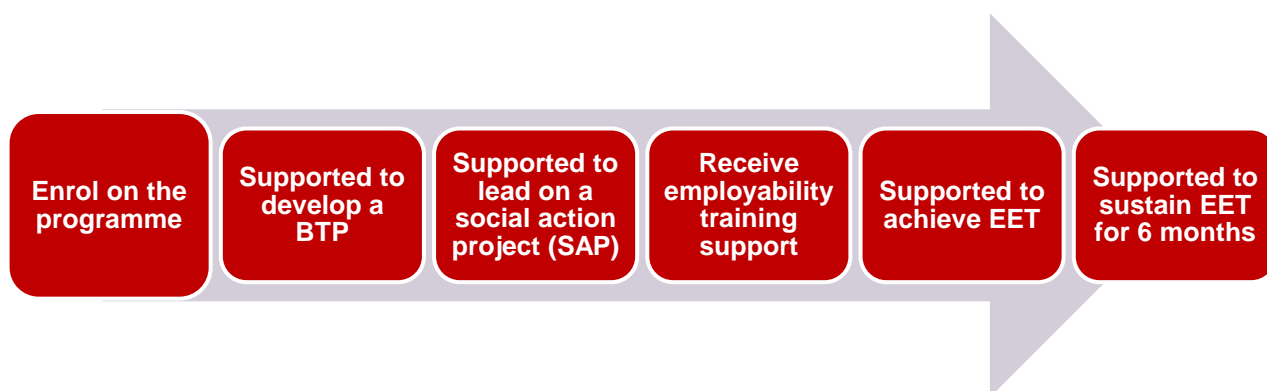 Enrol on the
programme
Supported to
develop a
BTP
Supported to
lead on a
social action
project (SAP)
Receive
employability
training
support
Supported to
achieve EET
Supported to
sustain EET
for 6 months